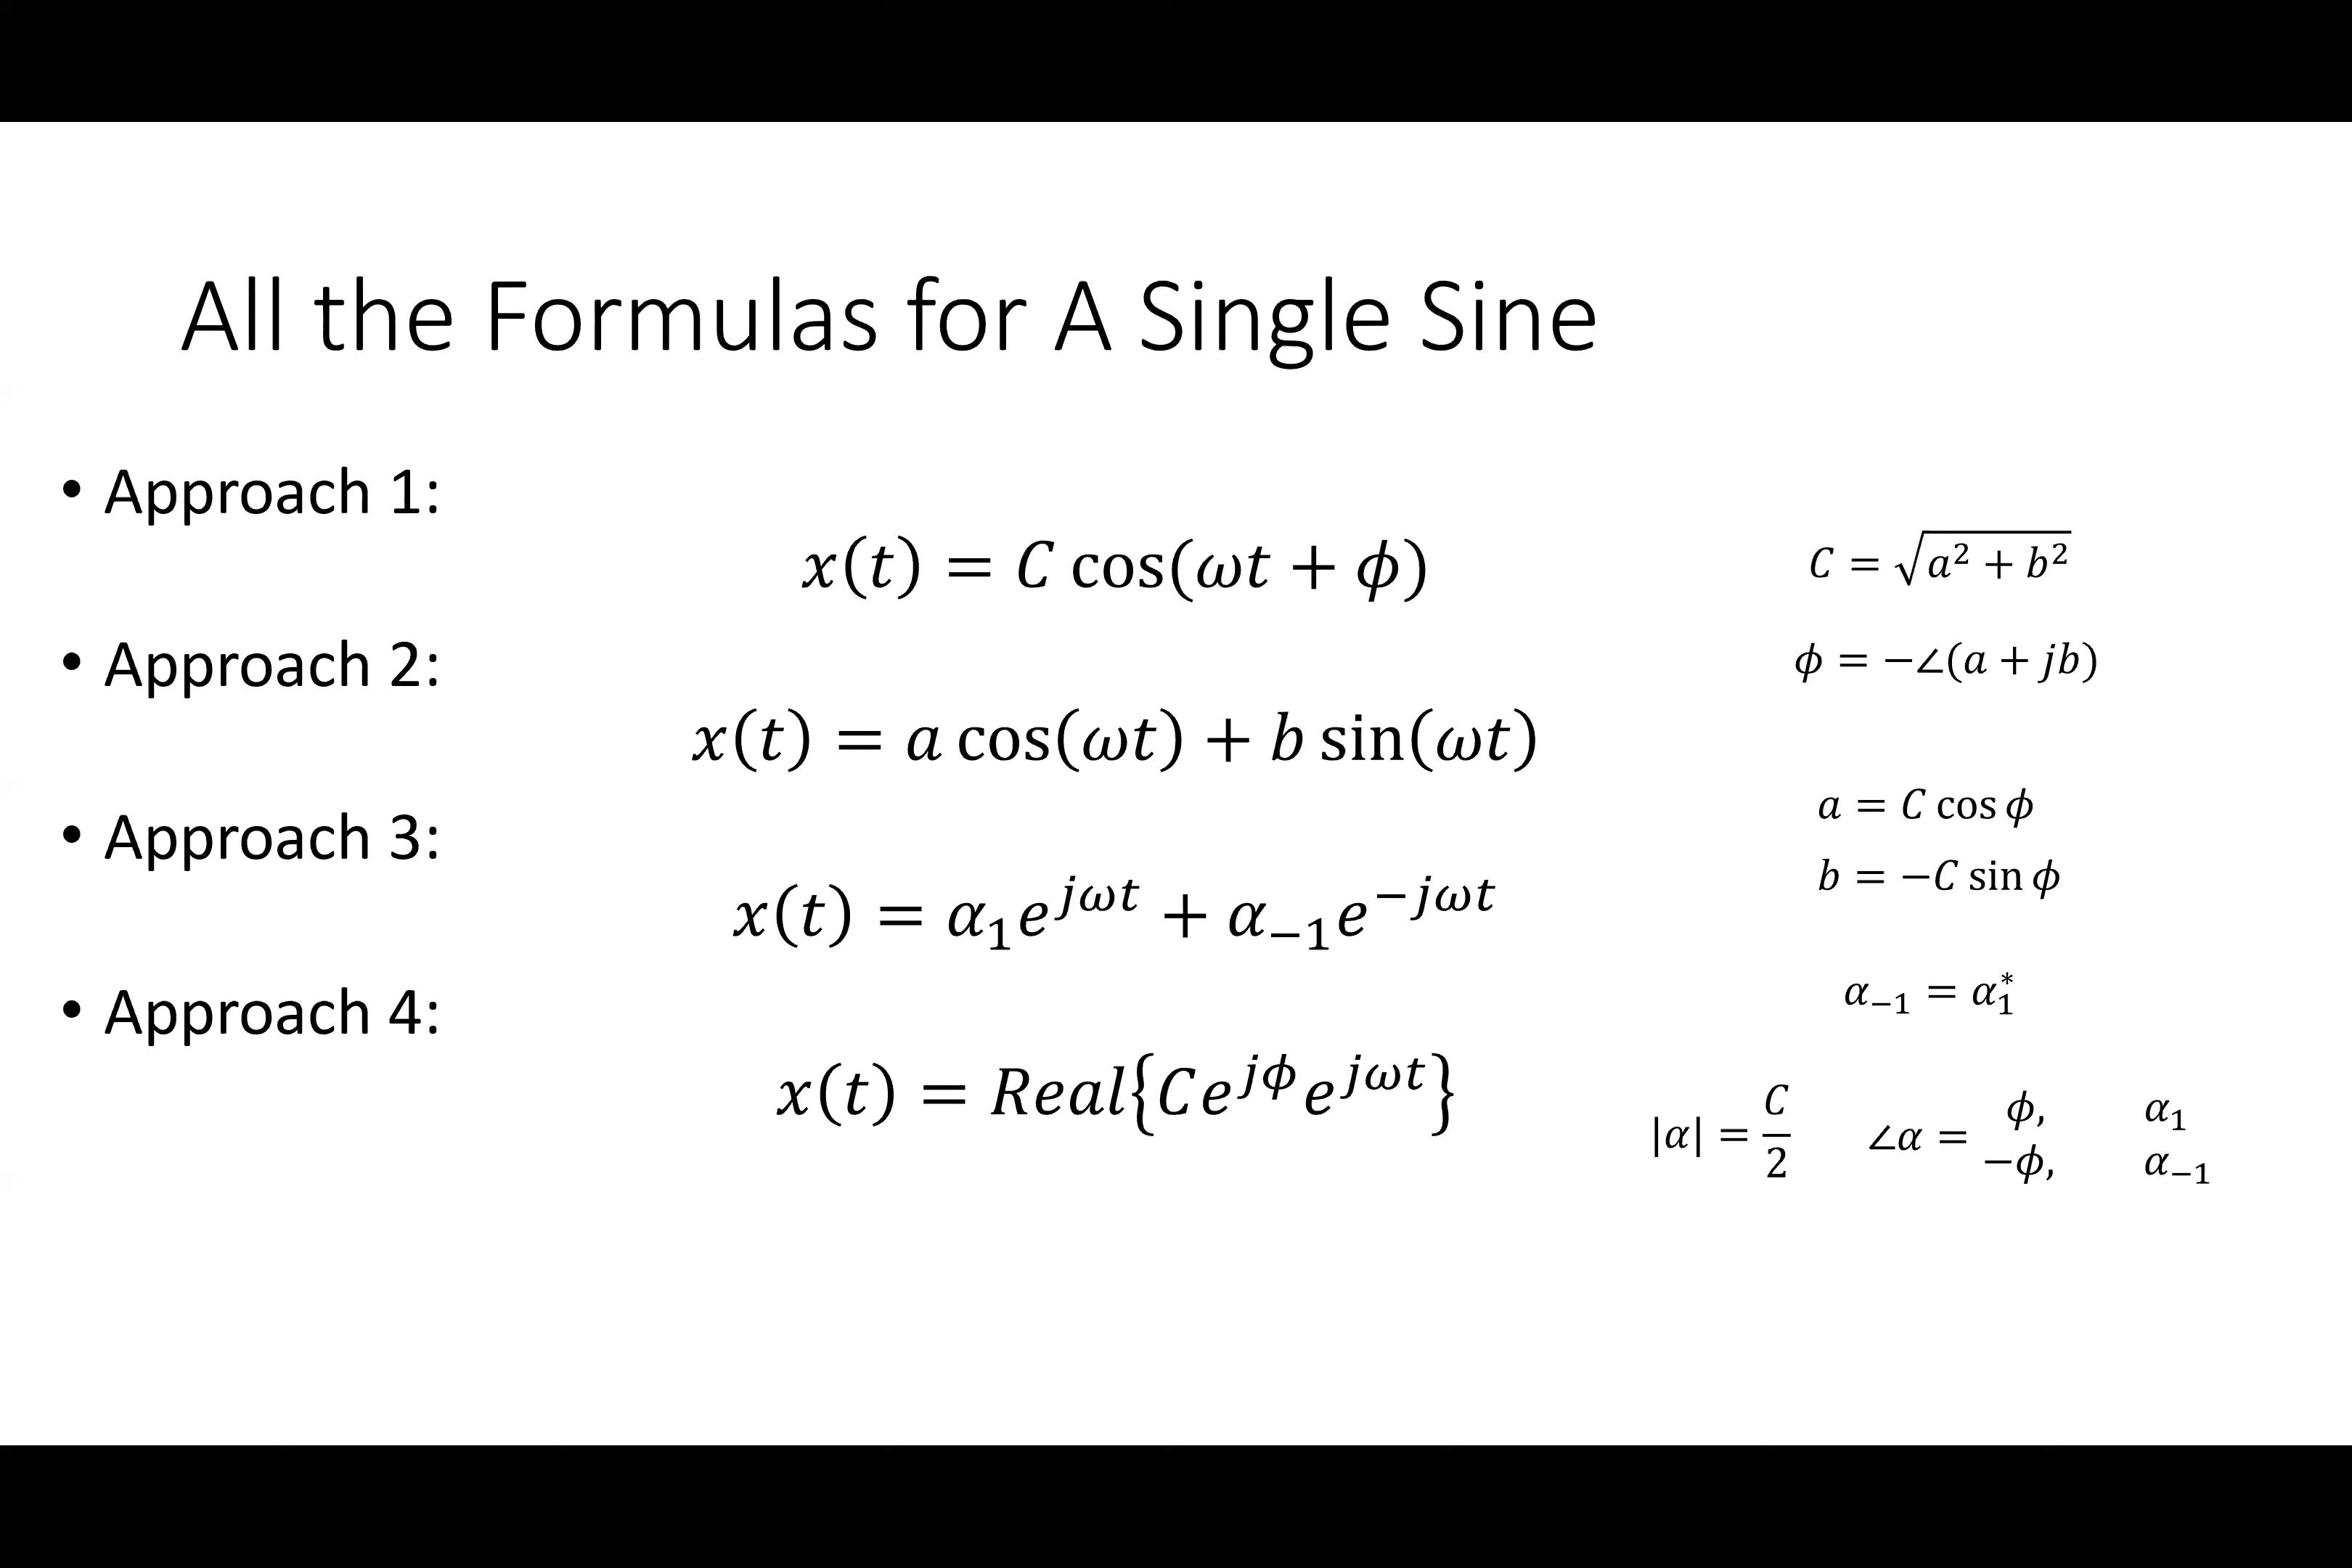 All the Formulas for A Single Sine
• Approach 1:
x(t) = C cos(ωt + ϕ)
• Approach 2:
x(t) = a cos(ωt) + b sin(ωt)
• Approach 3:
x(t) = α₁e^{jωt} + α₋₁e^{−jωt}
• Approach 4:
x(t) = Real{Ce^{jϕ}e^{jωt}}
C = √(a² + b²)
ϕ = −∠(a + jb)
a = C cos ϕ
b = −C sin ϕ
α₋₁ = α₁*
|α| = C/2 ∠α = ϕ, α₁
−ϕ, α₋₁